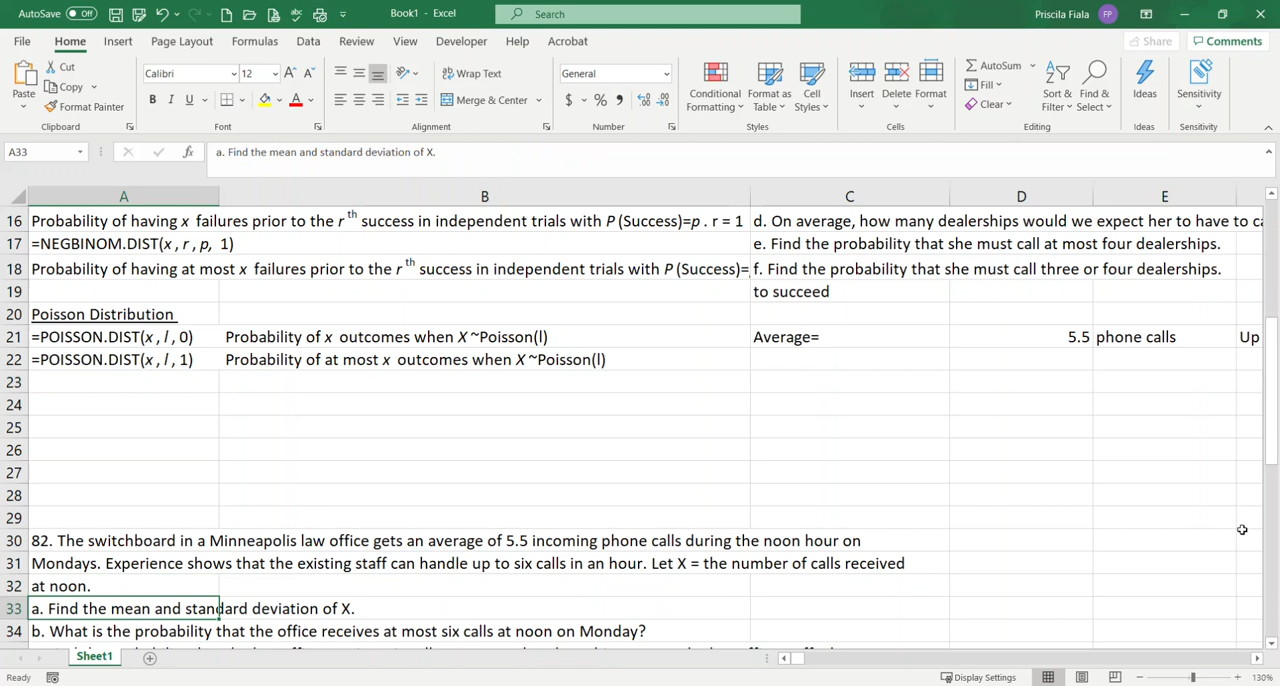 AutoSave Off Book1 - Excel Search Priscila Fiala FP
File Home Insert Page Layout Formulas Data Review View Developer Help Acrobat Share Comments
Paste Cut Copy Format Painter Clipboard
Calibri 12 B I U A Font
Wrap Text Merge & Center Alignment
General $ % Number
Conditional Formatting Format as Table Cell Styles Styles
Insert Delete Format Cells
AutoSum Fill Clear Sort & Filter Find & Select Editing
Ideas Ideas
Sensitivity Sensitivity
A33 fx a. Find the mean and standard deviation of X.
A B C D E
16 Probability of having x failures prior to the r th success in independent trials with P (Success)=p . r = 1 d. On average, how many dealerships would we expect her to have to ca
17 =NEGBINOM.DIST(x , r , p, 1) e. Find the probability that she must call at most four dealerships.
18 Probability of having at most x failures prior to the r th success in independent trials with P (Success)= f. Find the probability that she must call three or four dealerships.
19 to succeed
20 Poisson Distribution
21 =POISSON.DIST(x , l , 0) Probability of x outcomes when X ~Poisson(l) Average= 5.5 phone calls Up
22 =POISSON.DIST(x , l , 1) Probability of at most x outcomes when X ~Poisson(l)
23
24
25
26
27
28
29
30 82. The switchboard in a Minneapolis law office gets an average of 5.5 incoming phone calls during the noon hour on
31 Mondays. Experience shows that the existing staff can handle up to six calls in an hour. Let X = the number of calls received
32 at noon.
33 a. Find the mean and standard deviation of X.
34 b. What is the probability that the office receives at most six calls at noon on Monday?
Sheet1
Ready Display Settings 130%